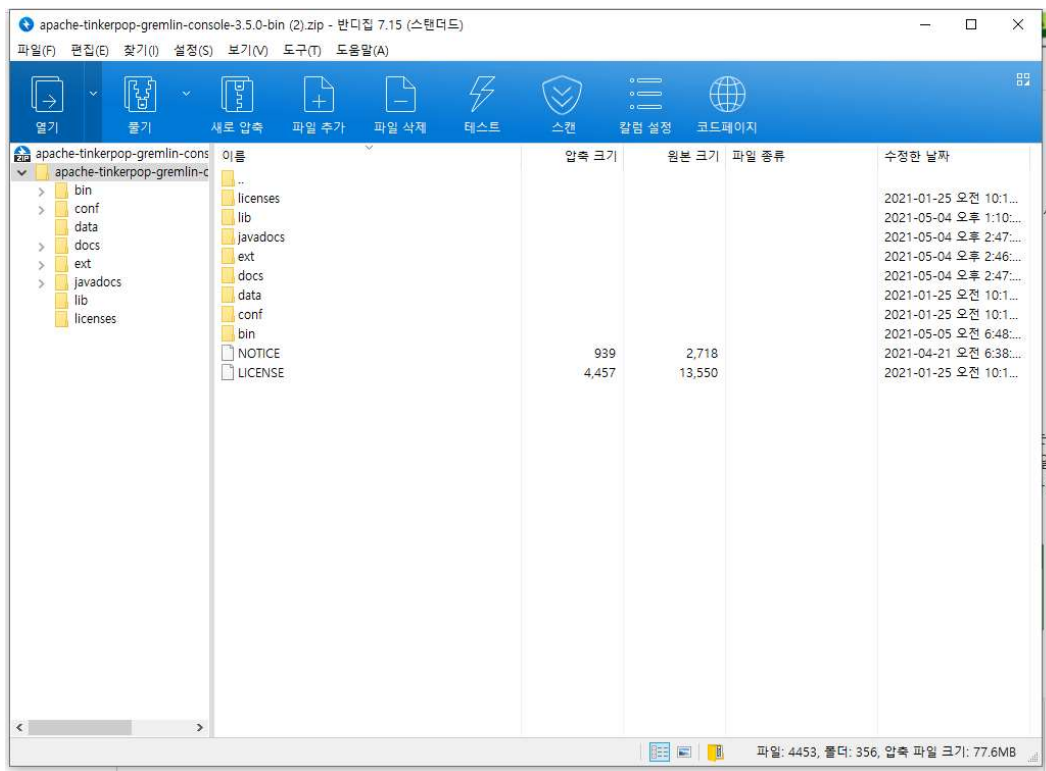 apache-tinkerpop-gremlin-console-3.5.0-bin (2).zip - 반디집 7.15 (스탠더드)
파일(F) 편집(E) 찾기(I) 설정(S) 보기(V) 도구(T) 도움말(A)
열기 풀기 새로 압축 파일 추가 파일 삭제 테스트 스캔 칼럼 설정 코드페이지
apache-tinkerpop-gremlin-cons
apache-tinkerpop-gremlin-c
bin
conf
data
docs
ext
javadocs
lib
licenses
이름 압축 크기 원본 크기 파일 종류 수정한 날짜
..
licenses 2021-01-25 오전 10:1...
lib 2021-05-04 오후 1:10:...
javadocs 2021-05-04 오후 2:47:...
ext 2021-05-04 오후 2:46:...
docs 2021-05-04 오후 2:47:...
data 2021-01-25 오전 10:1...
conf 2021-01-25 오전 10:1...
bin 2021-05-05 오전 6:48:...
NOTICE 939 2,718 2021-04-21 오전 6:38:...
LICENSE 4,457 13,550 2021-01-25 오전 10:1...
파일: 4453, 폴더: 356, 압축 파일 크기: 77.6MB